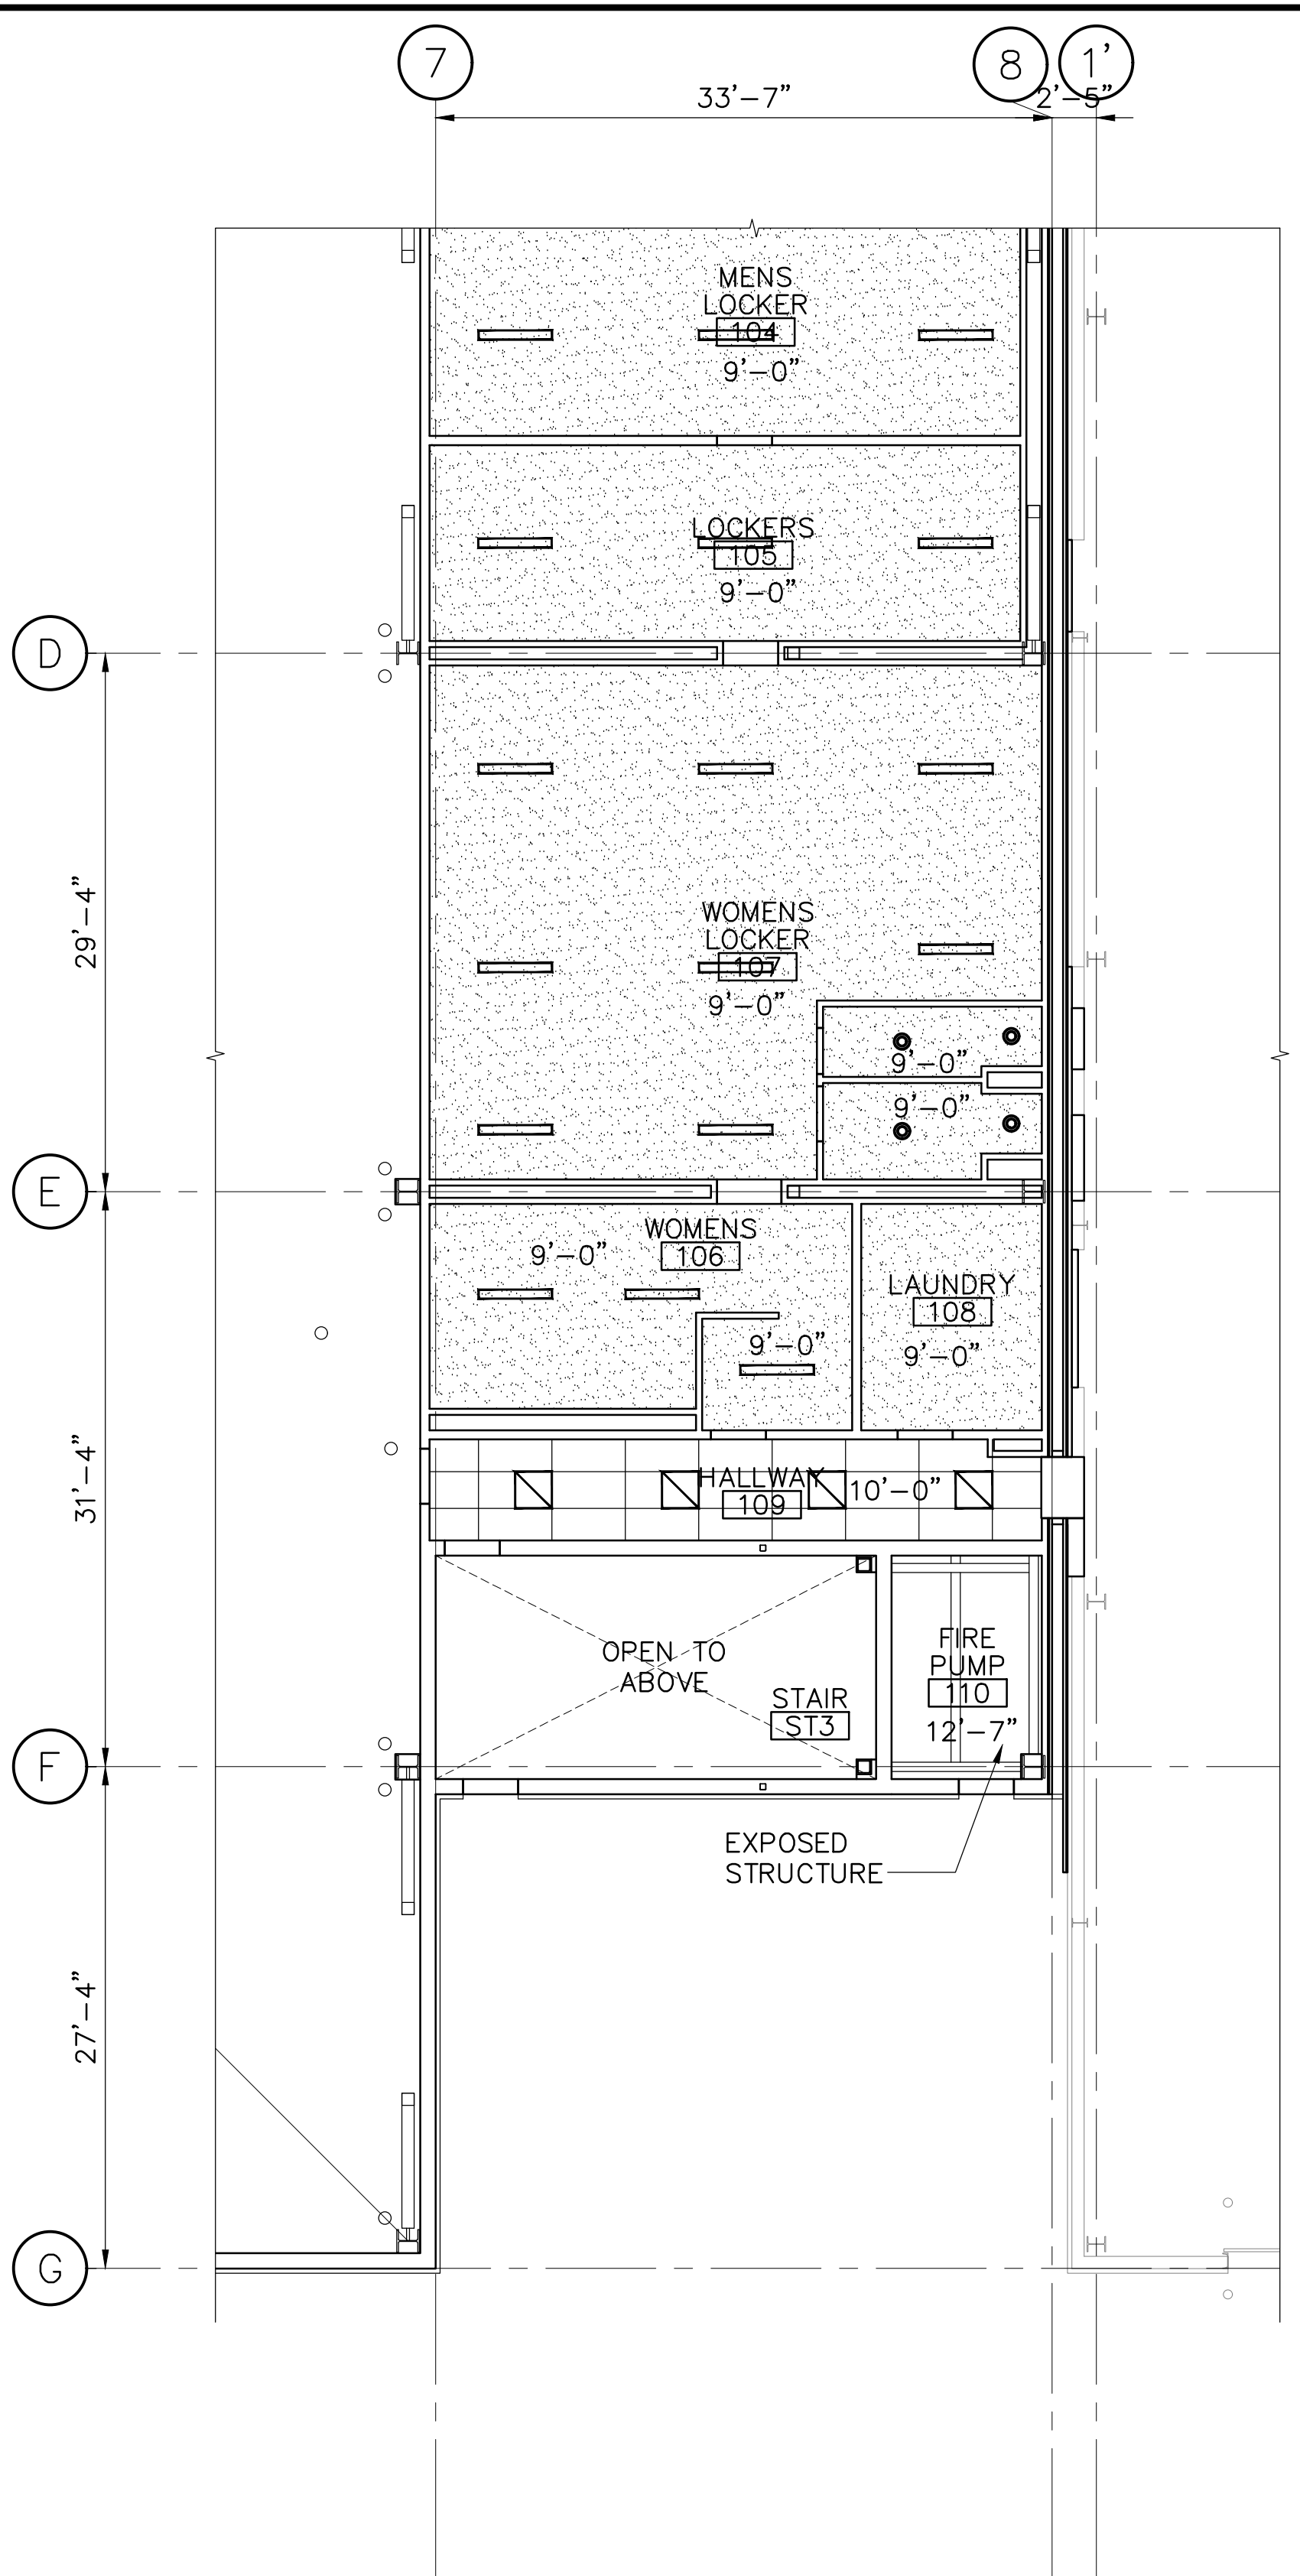 7
8
1'
33'-7"
2'-5"
MENS
LOCKER
104
9'-0"
LOCKERS
105
9'-0"
D
29'-4"
WOMENS
LOCKER
107
9'-0"
9'-0"
9'-0"
E
WOMENS
106
9'-0"
LAUNDRY
108
9'-0"
9'-0"
31'-4"
HALLWAY
109
10'-0"
OPEN TO
ABOVE
STAIR
ST3
FIRE
PUMP
110
12'-7"
F
EXPOSED
STRUCTURE
27'-4"
G